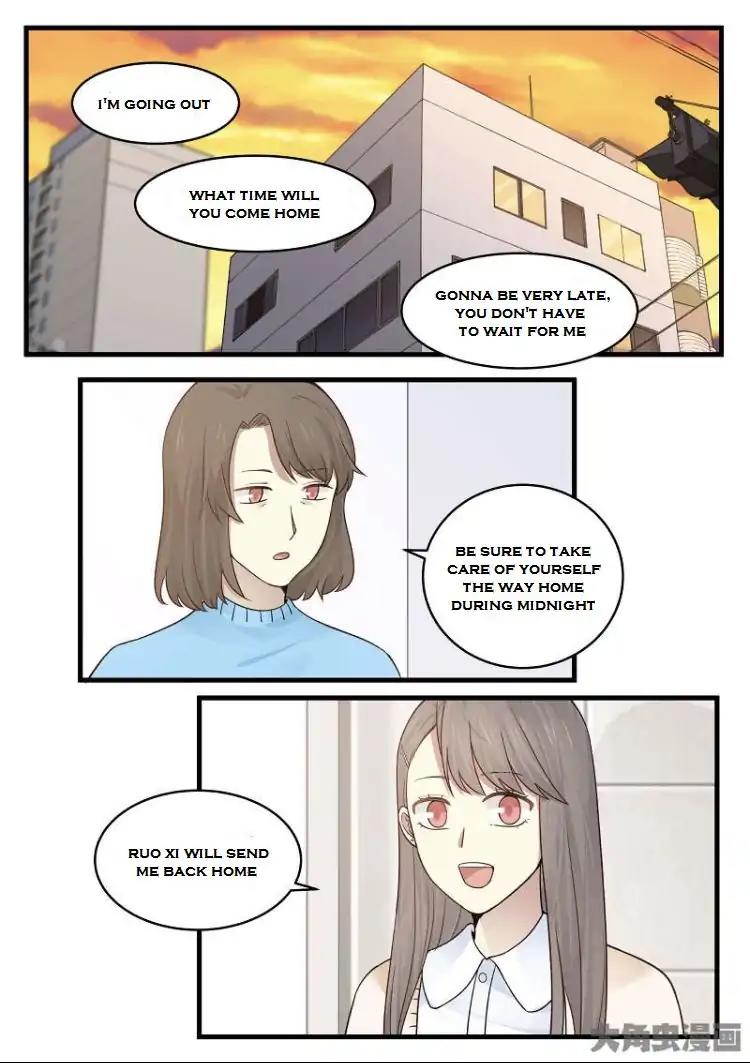 I'M GOING OUT
WHAT TIME WILL
YOU COME HOME
GONNA BE VERY LATE,
YOU DON'T HAVE
TO WAIT FOR ME
BE SURE TO TAKE
CARE OF YOURSELF
THE WAY HOME
DURING MIDNIGHT
RUO XI WILL SEND
ME BACK HOME
大角虫漫画